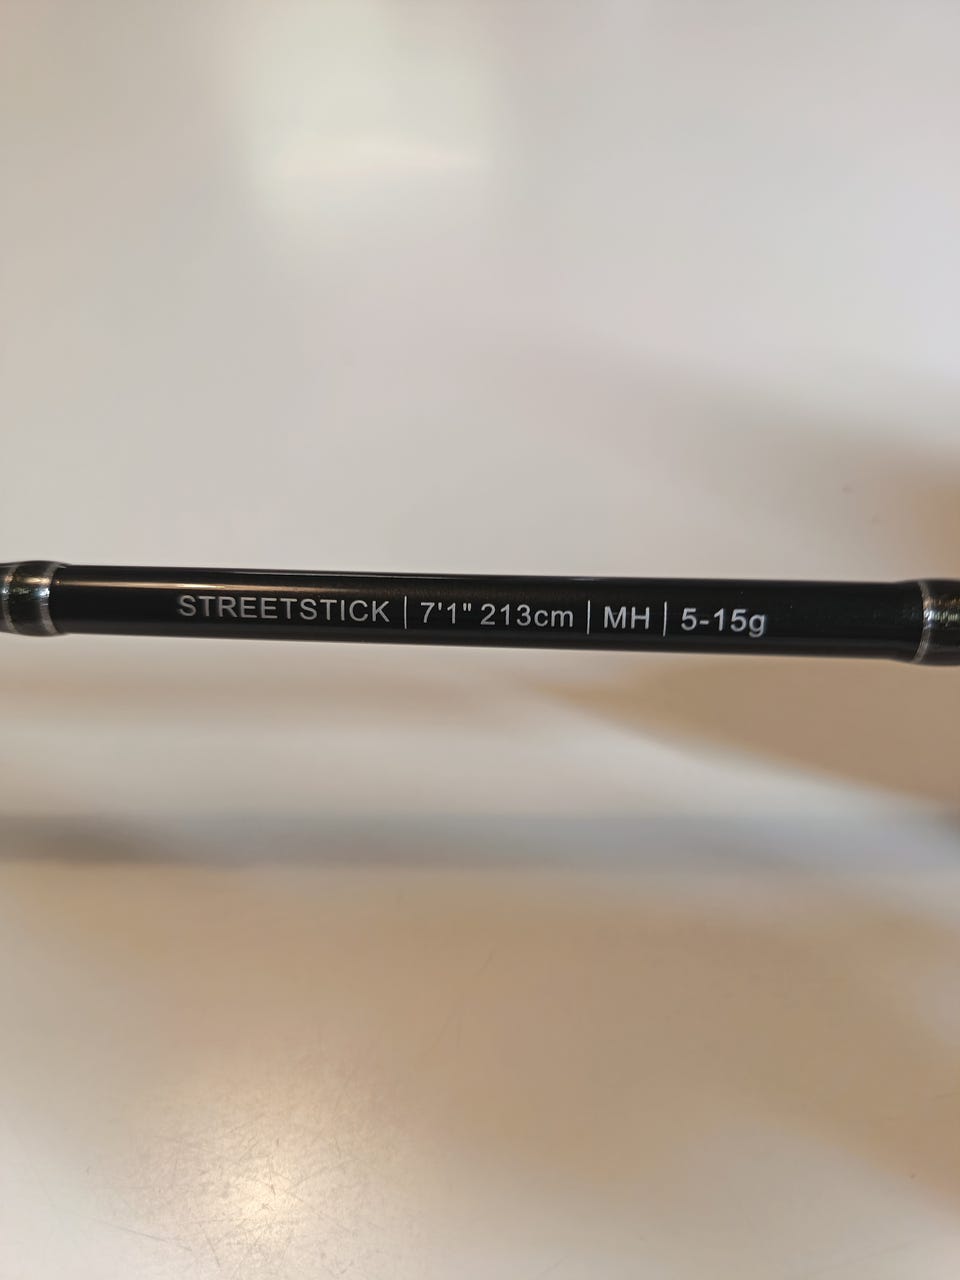 STREETSTICK | 7'1" 213cm | MH | 5-15g